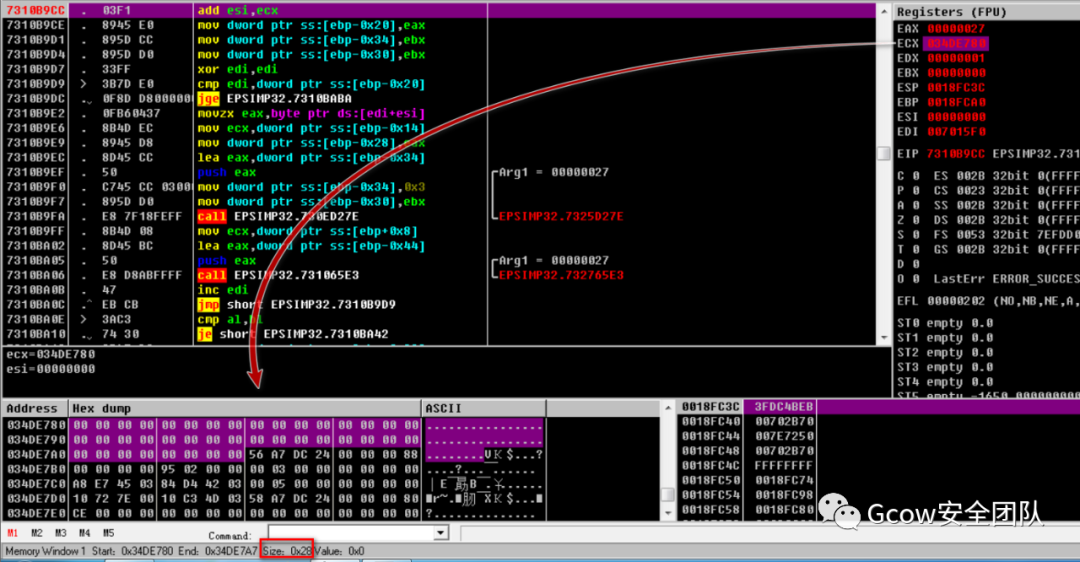 7310B9CC . 03F1 add esi,ecx
7310B9CE . 8945 E0 mov dword ptr ss:[ebp-0x20],eax
7310B9D1 . 895D CC mov dword ptr ss:[ebp-0x34],ebx
7310B9D4 . 895D D0 mov dword ptr ss:[ebp-0x30],ebx
7310B9D7 . 33FF xor edi,edi
7310B9D9 > 3B7D E0 cmp edi,dword ptr ss:[ebp-0x20]
7310B9DC .⌄ 0F8D D8000000 jge EPSIMP32.7310BABA
7310B9E2 . 0FB60437 movzx eax,byte ptr ds:[edi+esi]
7310B9E6 . 8B4D EC mov ecx,dword ptr ss:[ebp-0x14]
7310B9E9 . 8945 D8 mov dword ptr ss:[ebp-0x28],eax
7310B9EC . 8D45 CC lea eax,dword ptr ss:[ebp-0x34]
7310B9EF . 50 push eax
7310B9F0 . C745 CC 0300 mov dword ptr ss:[ebp-0x34],0x3
7310B9F7 . 895D D0 mov dword ptr ss:[ebp-0x30],ebx
7310B9FA . E8 7F18FEFF call EPSIMP32.730ED27E
7310B9FF . 8B4D 08 mov ecx,dword ptr ss:[ebp+0x8]
7310BA02 . 8D45 BC lea eax,dword ptr ss:[ebp-0x44]
7310BA05 . 50 push eax
7310BA06 . E8 D8ABFFFF call EPSIMP32.731065E3
7310BA0B . 47 inc edi
7310BA0C .^ EB CB jmp short EPSIMP32.7310B9D9
7310BA0E > 3AC3 cmp al,bl
7310BA10 .⌄ 74 30 je short EPSIMP32.7310BA42
Arg1 = 00000027
EPSIMP32.7325D27E
Arg1 = 00000027
EPSIMP32.732765E3
Registers (FPU)
EAX 00000027
ECX 034DE780
EDX 00000001
EBX 00000000
ESP 0018FC3C
EBP 0018FCA0
ESI 00000000
EDI 007015F0
EIP 7310B9CC EPSIMP32.731
C 0 ES 002B 32bit 0(FFFF
P 0 CS 0023 32bit 0(FFFF
A 0 SS 002B 32bit 0(FFFF
Z 0 DS 002B 32bit 0(FFFF
S 0 FS 0053 32bit 7EFDD0
T 0 GS 002B 32bit 0(FFFF
D 0
O 0 LastErr ERROR_SUCCES
EFL 00000202 (NO,NB,NE,A,
ST0 empty 0.0
ST1 empty 0.0
ST2 empty 0.0
ST3 empty 0.0
ST4 empty 0.0
ecx=034DE780
esi=00000000
Address Hex dump ASCII
034DE780 00 00 00 00 00 00 00 00 00 00 00 00 00 00 00 00 ................
034DE790 00 00 00 00 00 00 00 00 00 00 00 00 00 00 00 00 ................
034DE7A0 00 00 00 00 00 00 00 00 56 A7 DC 24 00 00 00 88
034DE7B0 00 00 00 00 95 02 00 00 00 03 00 00 00 00 00 00
034DE7C0 A8 E7 45 03 84 D4 42 03 00 05 00 00 00 00 00 00
034DE7D0 10 72 7E 00 10 C3 4D 03 58 A7 DC 24 00 00 00 80
034DE7E0 CE 00 00 00 00 00 00 00 00 00 00 00 00 00 00 00
0018FC3C 3FDC4BEB
0018FC40 00702B70
0018FC44 007E7250
0018FC48 00702B70
0018FC4C FFFFFFFF
0018FC50 0018FC74
0018FC54 0018FC98
0018FC58
Gcow安全团队
M1 M2 M3 M4 M5 Command:
Memory Window 1 Start: 0x34DE780 End: 0x34DE7A7 Size: 0x28 Value: 0x0